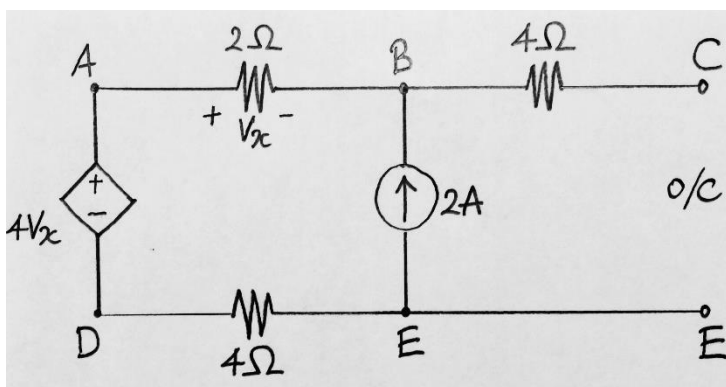 2Ω
4Ω
A
B
C
+ Vx -
+
-
4Vx
2A
O/C
D
4Ω
E
E